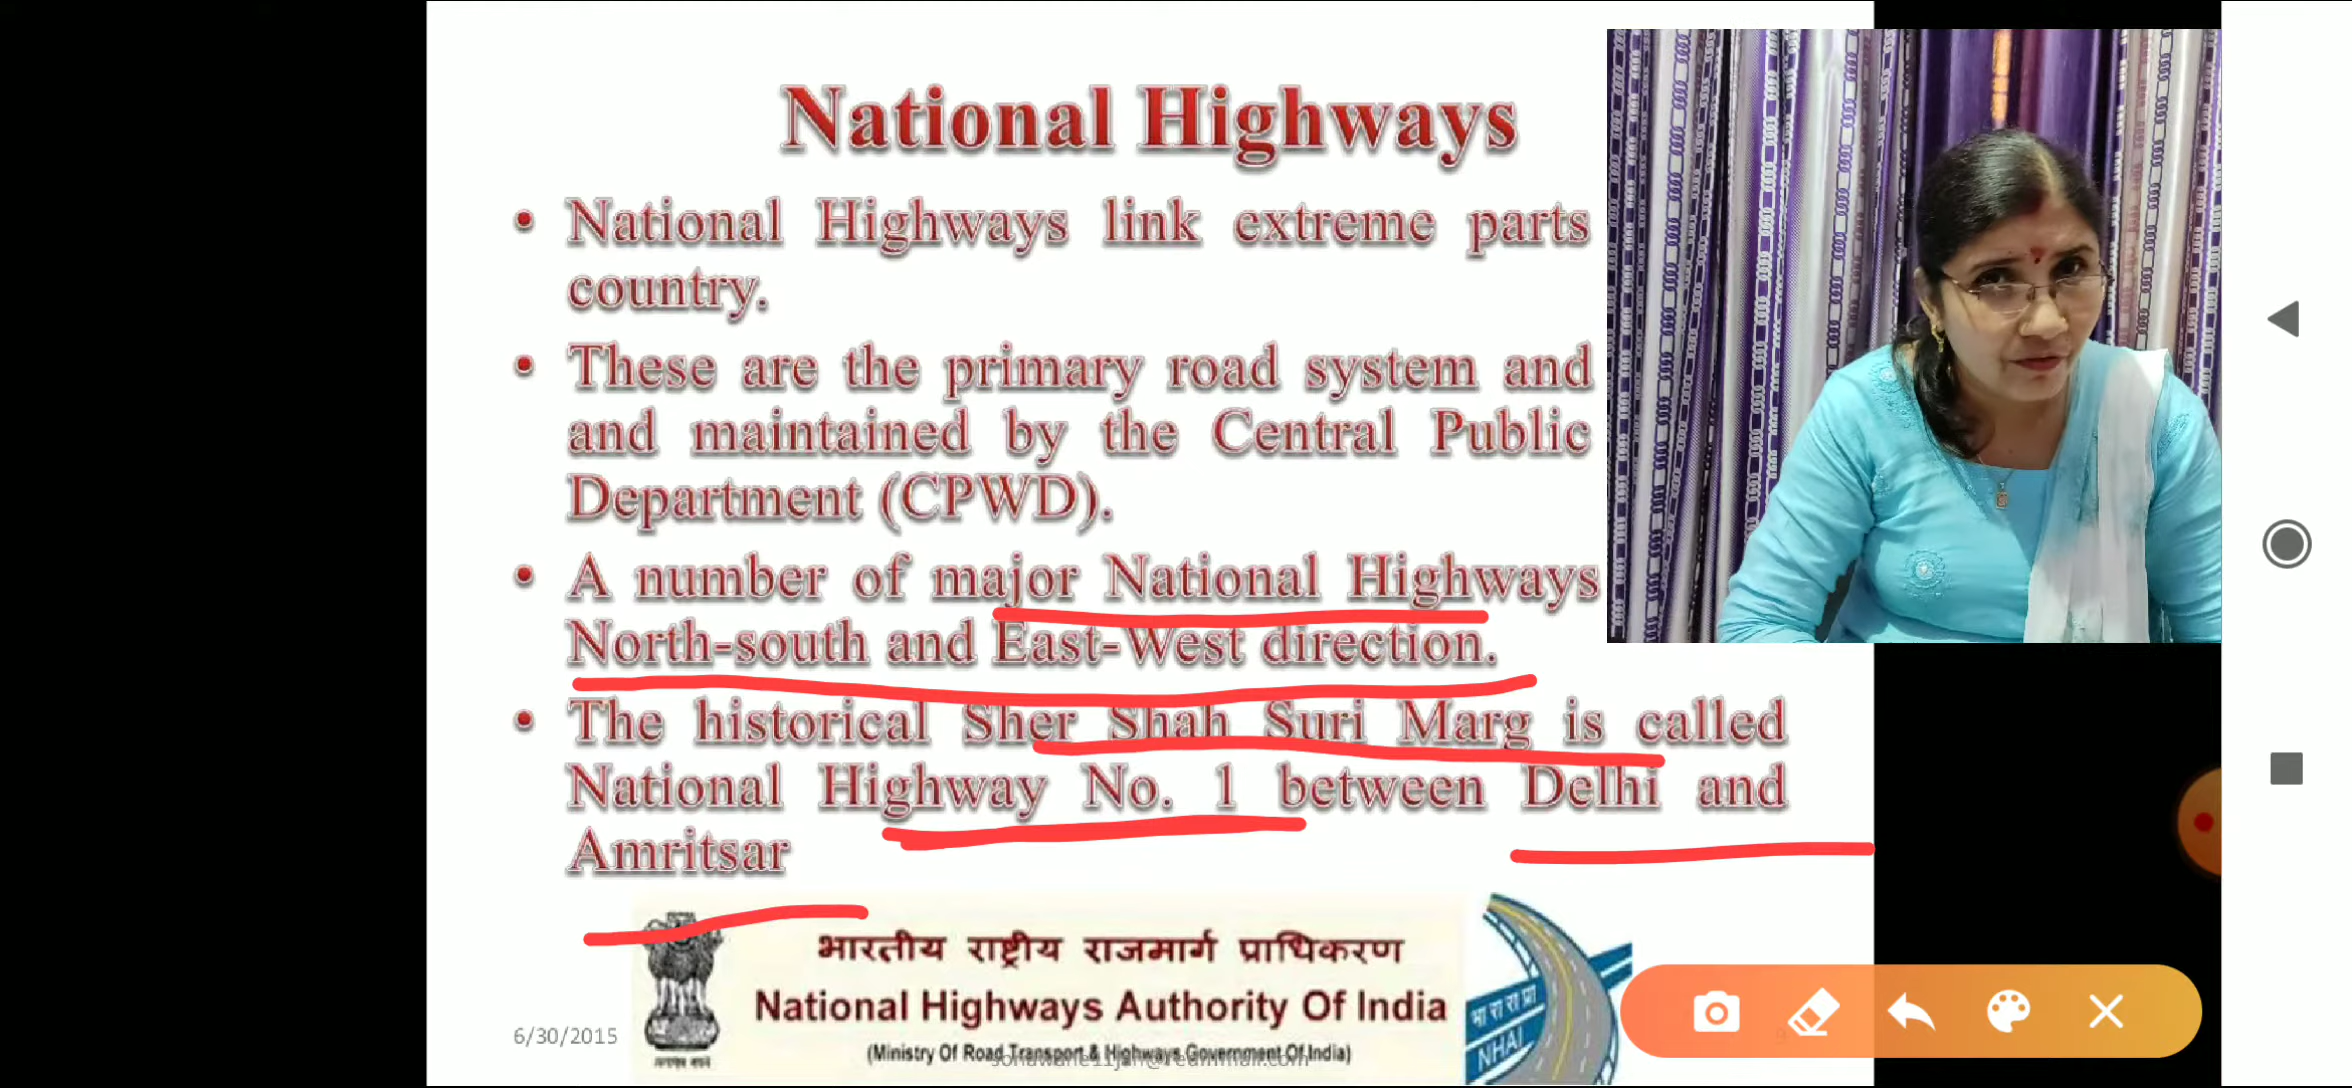 National Highways
• National Highways link extreme parts
country.
• These are the primary road system and
and maintained by the Central Public
Department (CPWD).
• A number of major National Highways
North-south and East-West direction.
• The historical Sher Shah Suri Marg is called
National Highway No. 1 between Delhi and
Amritsar
भारतीय राष्ट्रीय राजमार्ग प्राधिकरण
National Highways Authority Of India
(Ministry Of Road Transport & Highways Government Of India)
6/30/2015
भा रा रा प्रा
NHAI